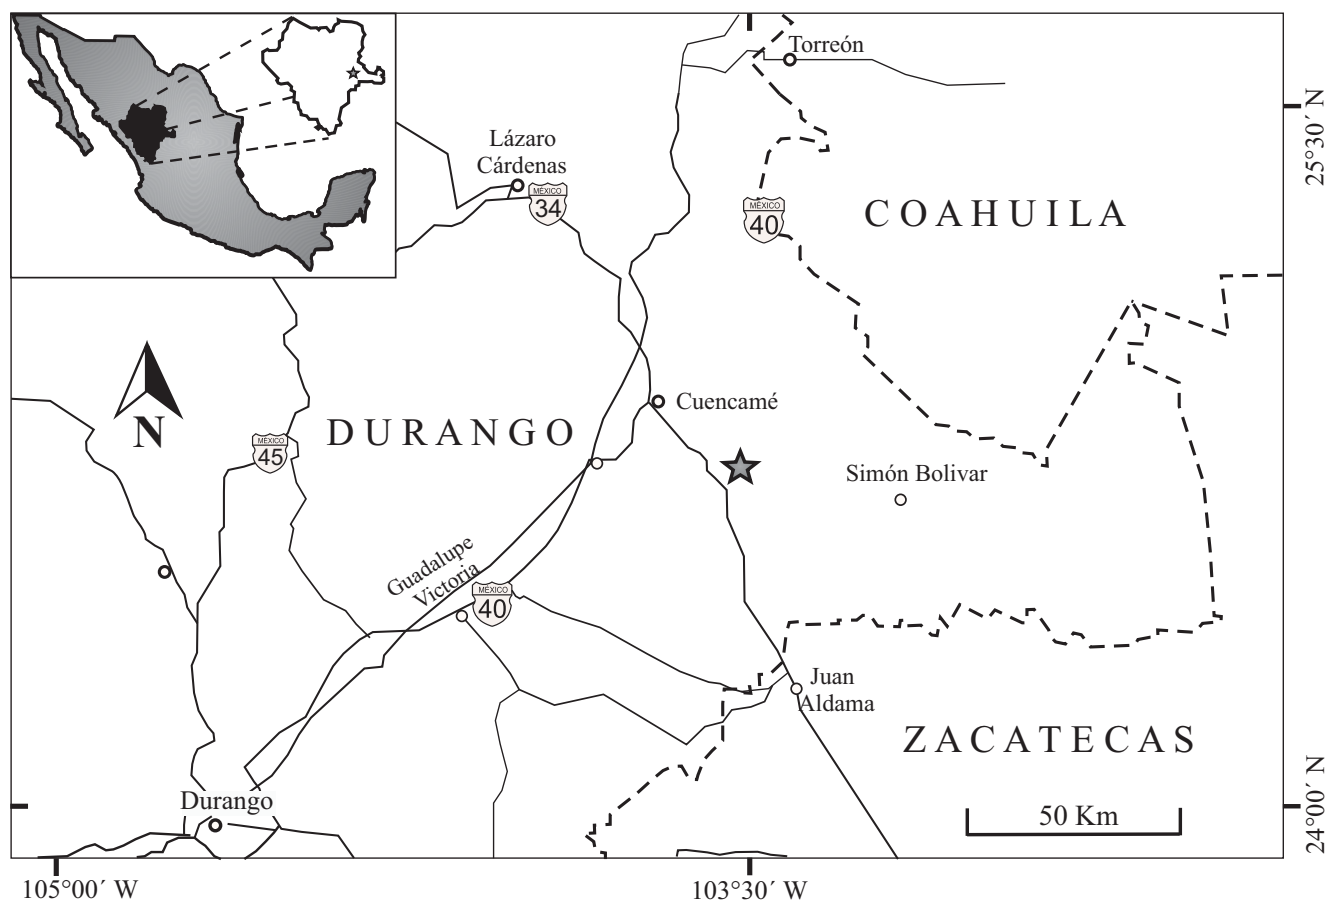 Torreón
25°30´ N
Lázaro
Cárdenas
MÉXICO
34
MÉXICO
40
COAHUILA
N
Cuencamé
DURANGO
MÉXICO
45
Simón Bolivar
Guadalupe
Victoria
MÉXICO
40
Juan
Aldama
ZACATECAS
Durango
50 Km
24°00´ N
105°00´ W
103°30´ W